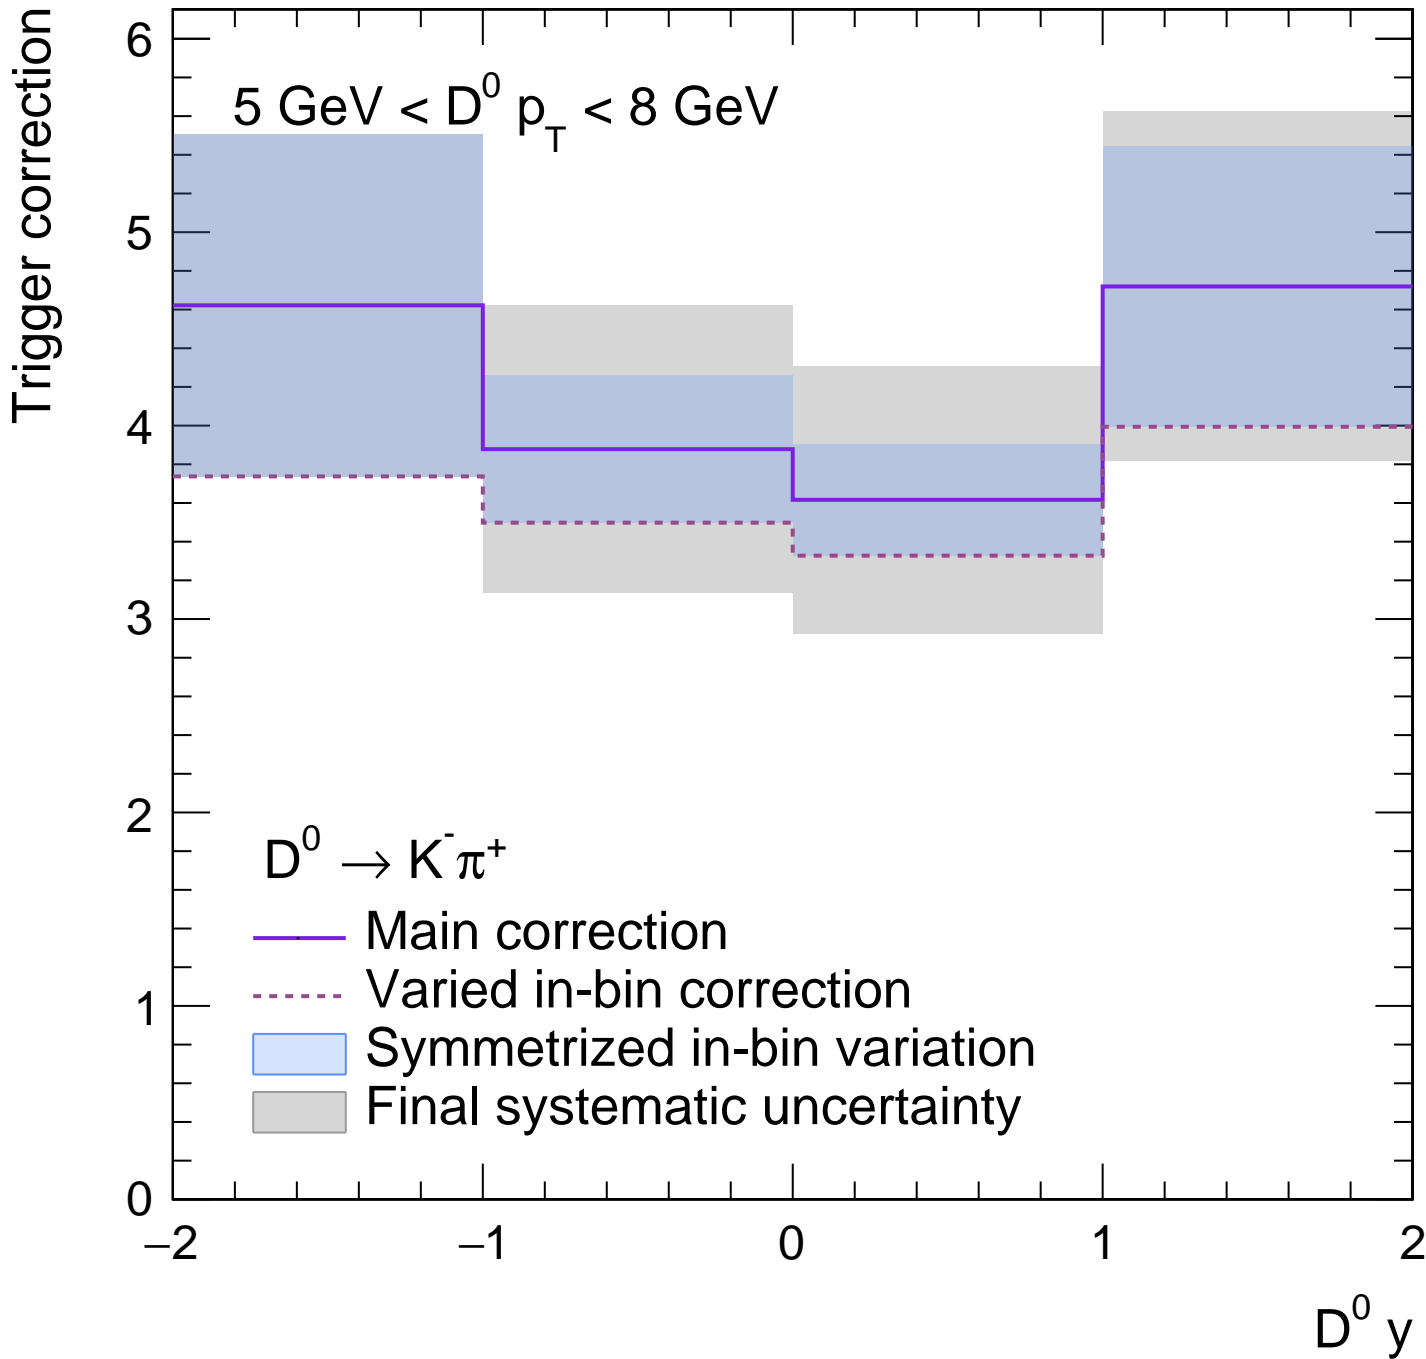 Trigger correction
6
5
4
3
2
1
0
5 GeV < D⁰ p_T < 8 GeV
D⁰ → K⁻π⁺
Main correction
Varied in-bin correction
Symmetrized in-bin variation
Final systematic uncertainty
−2 −1 0 1 2
D⁰ y